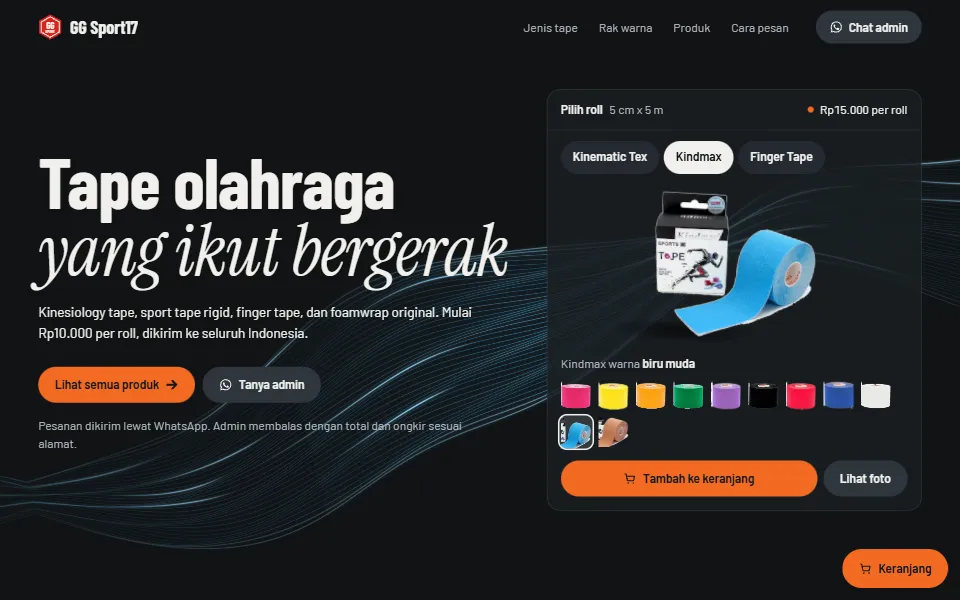 GG Sport17
Jenis tape
Rak warna
Produk
Cara pesan
Chat admin
Tape olahraga
yang ikut bergerak
Kinesiology tape, sport tape rigid, finger tape, dan foamwrap original. Mulai
Rp10.000 per roll, dikirim ke seluruh Indonesia.
Lihat semua produk
Tanya admin
Pesanan dikirim lewat WhatsApp. Admin membalas dengan total dan ongkir sesuai
alamat.
Pilih roll 5 cm x 5 m
Rp15.000 per roll
Kinematic Tex
Kindmax
Finger Tape
Kindmax
SPORTS
TAPE
Kindmax warna biru muda
Tambah ke keranjang
Lihat foto
Keranjang